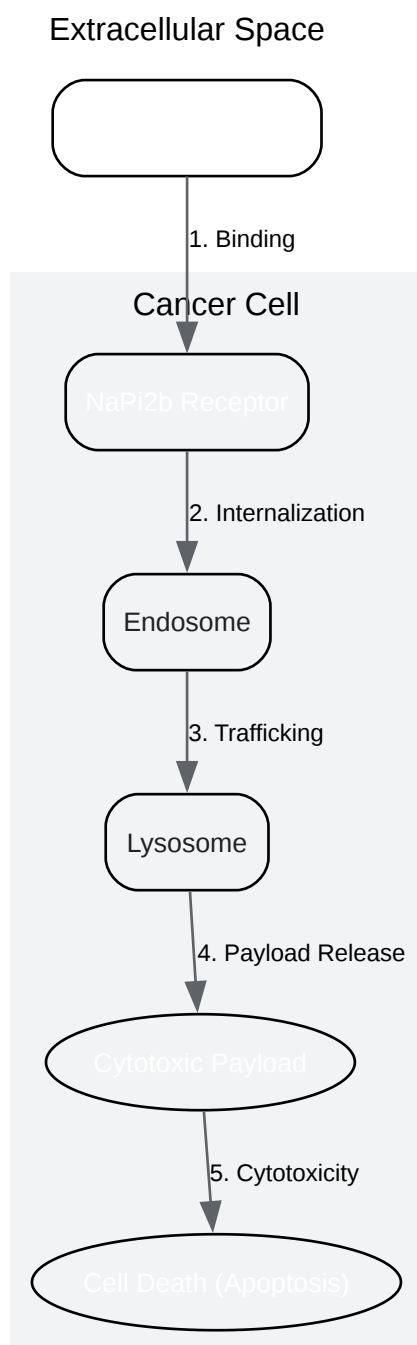 Extracellular Space
1. Binding
Cancer Cell
NaPi2b Receptor
2. Internalization
Endosome
3. Trafficking
Lysosome
4. Payload Release
Cytotoxic Payload
5. Cytotoxicity
Cell Death (Apoptosis)